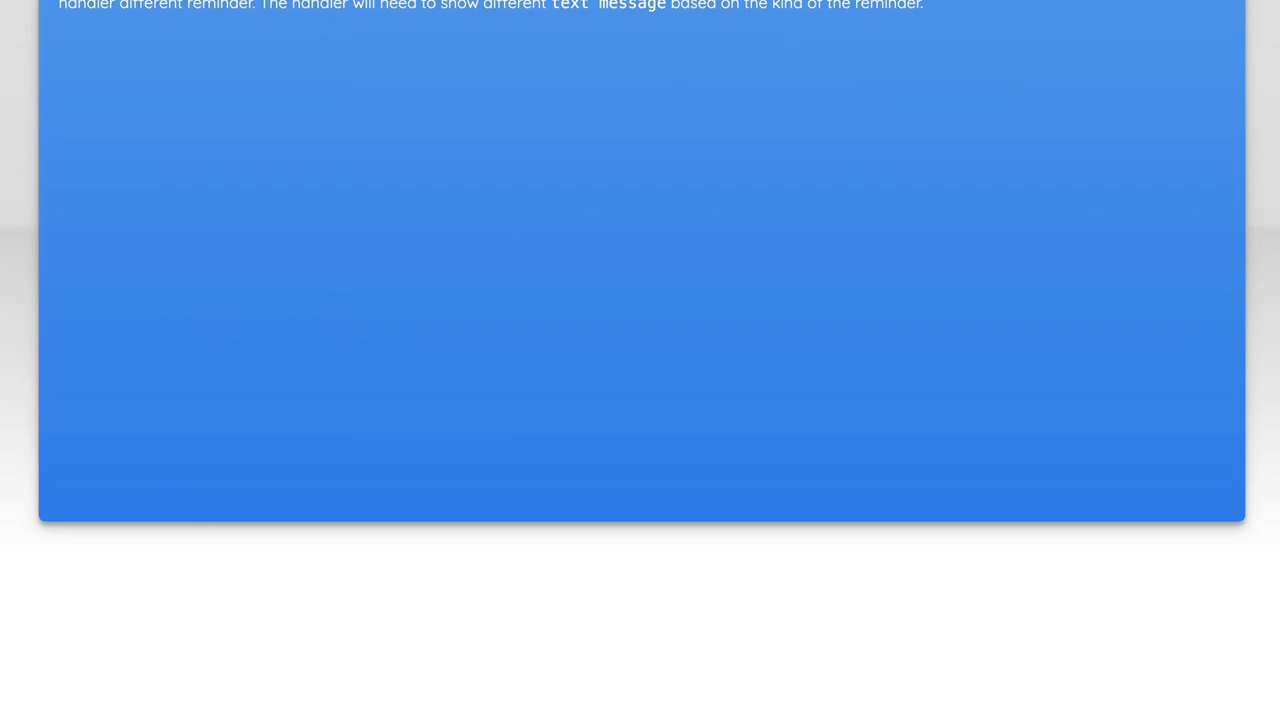 handler different reminder. The handler will need to show different text message based on the kind of the reminder.